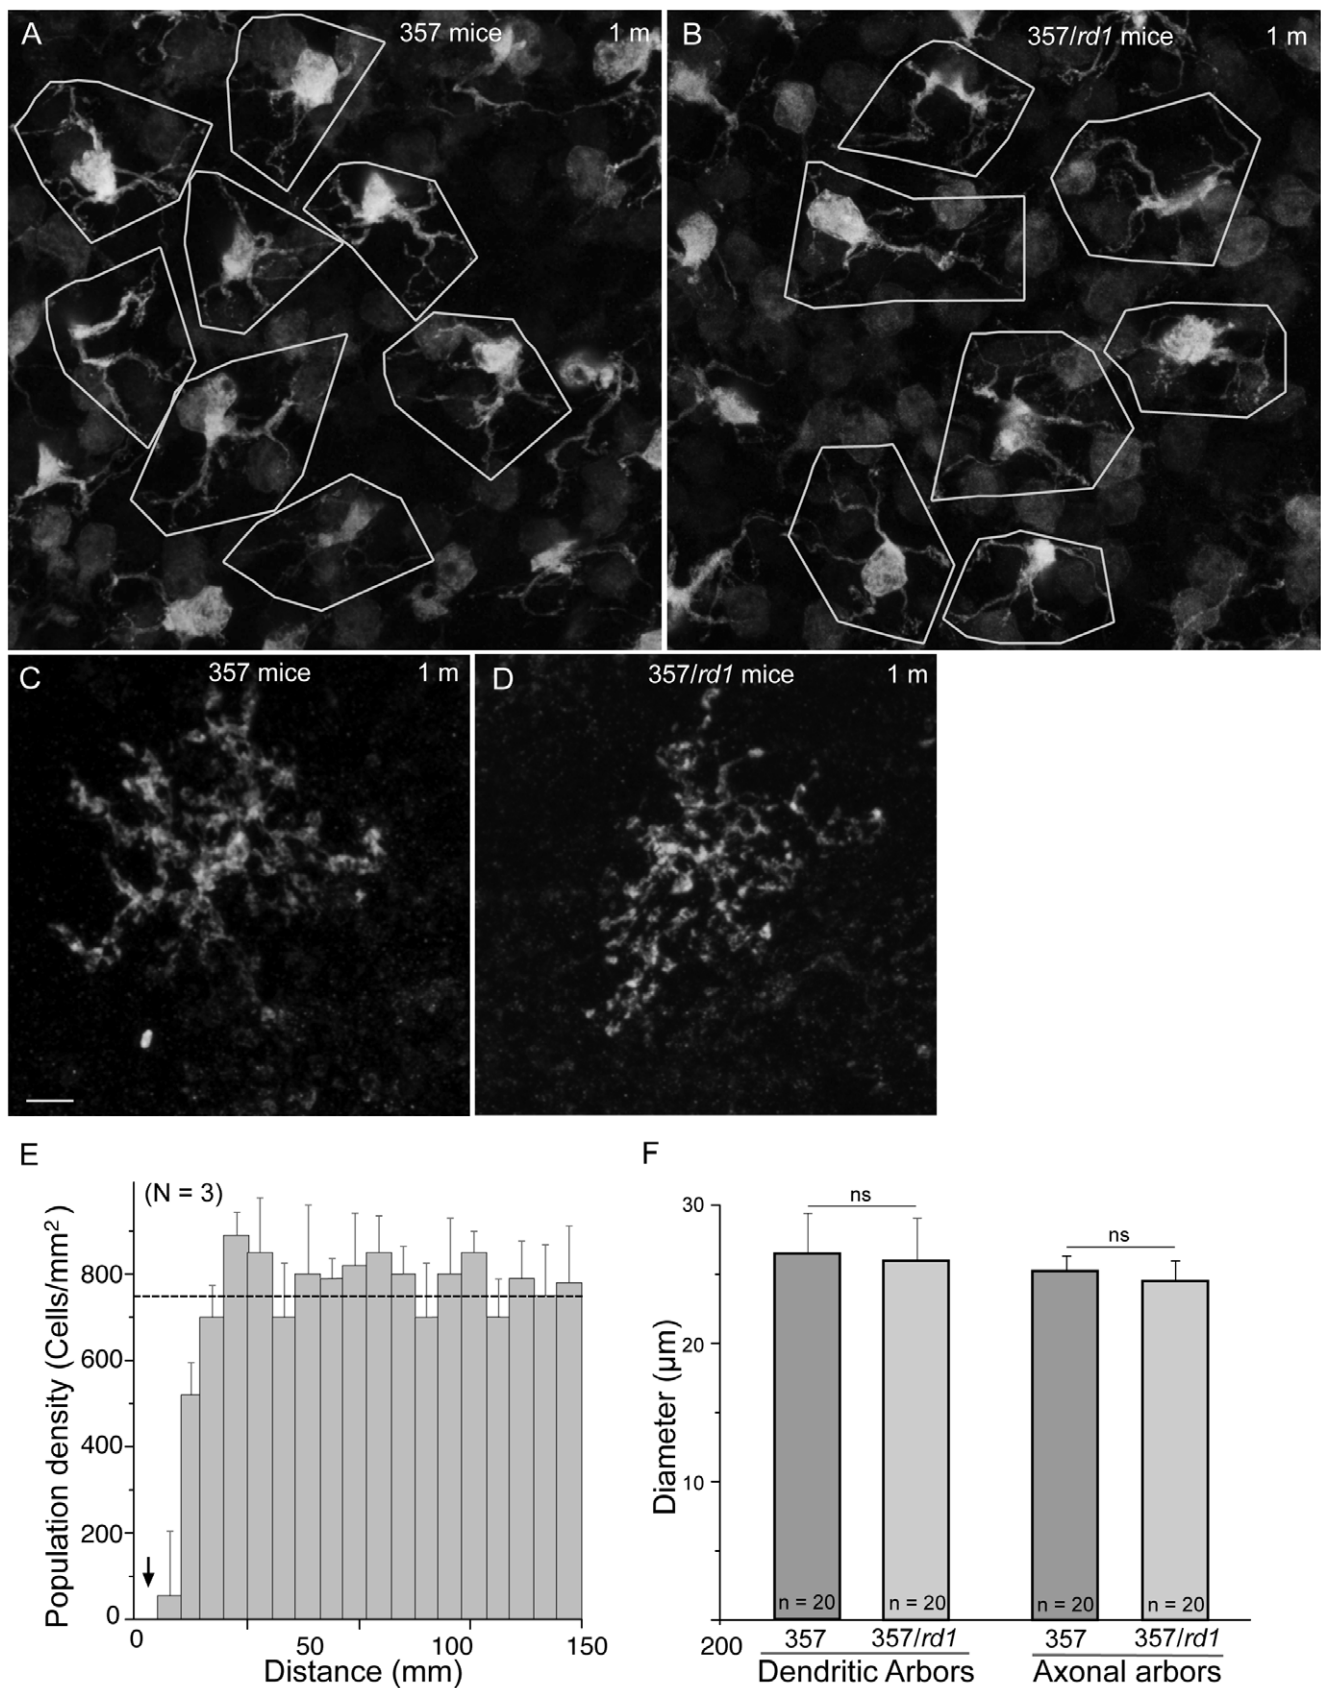 A 357 mice 1 m
B 357/rd1 mice 1 m
C 357 mice 1 m
D 357/rd1 mice 1 m
E
(N = 3)
Population density (Cells/mm2 )
800
600
400
200
0
0 50 100 150
Distance (mm)
F
ns
ns
Diameter (µm)
30
20
10
200
n = 20 n = 20 n = 20 n = 20
357 357/rd1 357 357/rd1
Dendritic Arbors Axonal arbors